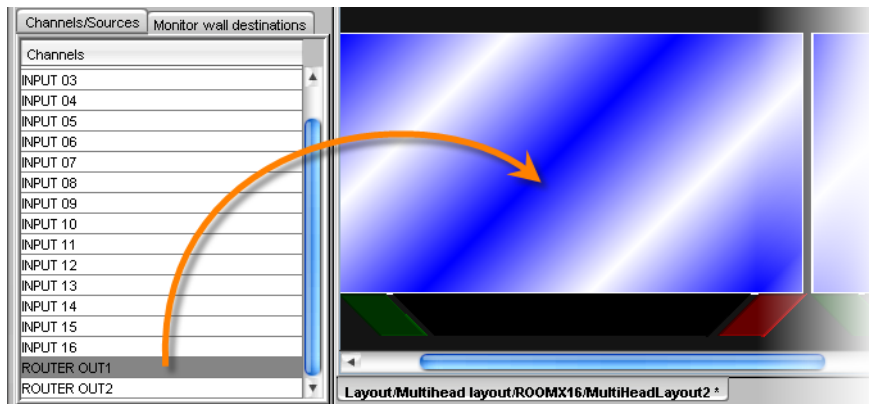 Channels/Sources
Monitor wall destinations
Channels
INPUT 03
INPUT 04
INPUT 05
INPUT 06
INPUT 07
INPUT 08
INPUT 09
INPUT 10
INPUT 11
INPUT 12
INPUT 13
INPUT 14
INPUT 15
INPUT 16
ROUTER OUT1
ROUTER OUT2
Layout/Multihead layout/ROOMX16/MultiHeadLayout2 *